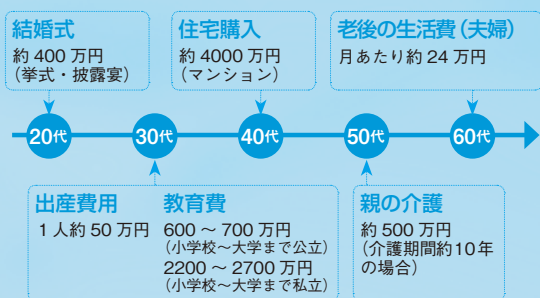 結婚式
約 400 万円
（挙式・披露宴）
住宅購入
約 4000 万円
（マンション）
老後の生活費（夫婦）
月あたり約 24 万円
20代
30代
40代
50代
60代
出産費用
1 人約 50 万円
教育費
600 ～ 700 万円
（小学校～大学まで公立）
2200 ～ 2700 万円
（小学校～大学まで私立）
親の介護
約 500 万円
（介護期間約10年
の場合）